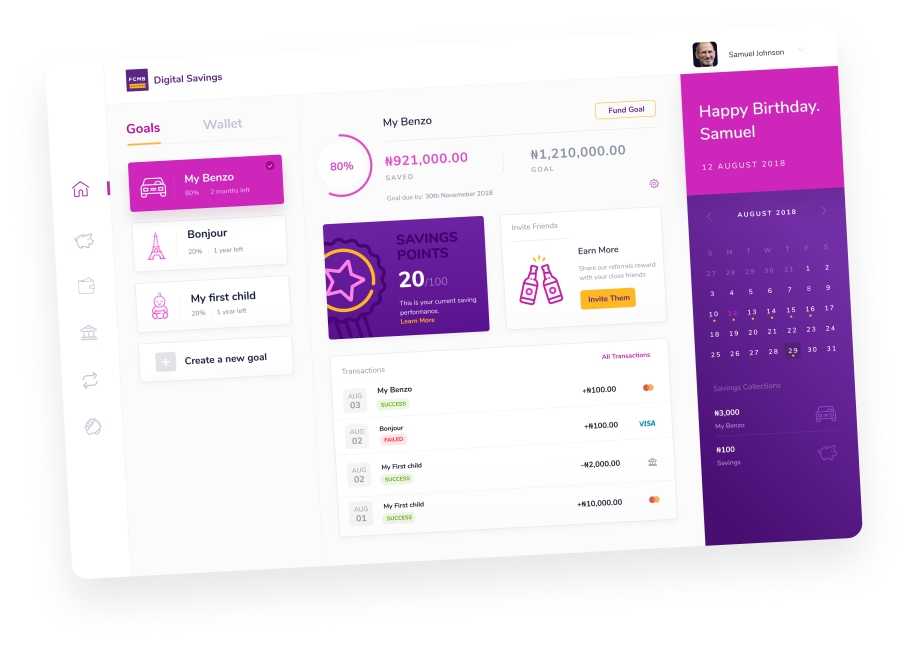 FCMB
Digital Savings
Samuel Johnson
Goals
Wallet
My Benzo
80% 2 months left
Bonjour
20% 1 year left
My first child
20% 1 year left
Create a new goal
My Benzo
Fund Goal
80%
₦921,000.00
SAVED
₦1,210,000.00
GOAL
Goal due by: 30th Novemeber 2018
SAVINGS
POINTS
20/100
This is your current saving
performance.
Learn More
Invite Friends
Earn More
Share our referrals reward
with your close friends
Invite Them
Transactions
All Transactions
AUG
03
My Benzo
SUCCESS
+₦100.00
AUG
02
Bonjour
FAILED
+₦100.00
VISA
AUG
02
My First child
SUCCESS
-₦2,000.00
AUG
01
My First child
SUCCESS
+₦10,000.00
Happy Birthday.
Samuel
12 AUGUST 2018
AUGUST 2018
S M T W T F S
27 28 29 30 31 1 2
3 4 5 6 7 8 9
10 12 13 14 15 16 17
18 19 20 21 22 23 24
25 26 27 28 29 30 31
Savings Collections
₦3,000
My Benzo
₦100
Savings